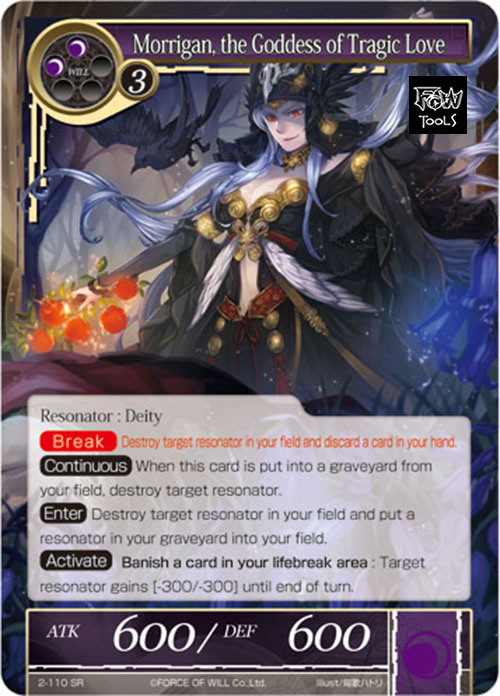 Morrigan, the Goddess of Tragic Love
WILL
3
FOW
TOOLS
Resonator : Deity
Break Destroy target resonator in your field and discard a card in your hand.
Continuous When this card is put into a graveyard from
your field, destroy target resonator.
Enter Destroy target resonator in your field and put a
resonator in your graveyard into your field.
Activate Banish a card in your lifebreak area : Target
resonator gains [-300/-300] until end of turn.
ATK 600 / DEF 600
2-110 SR ©FORCE OF WILL Co.,Ltd. Illust/